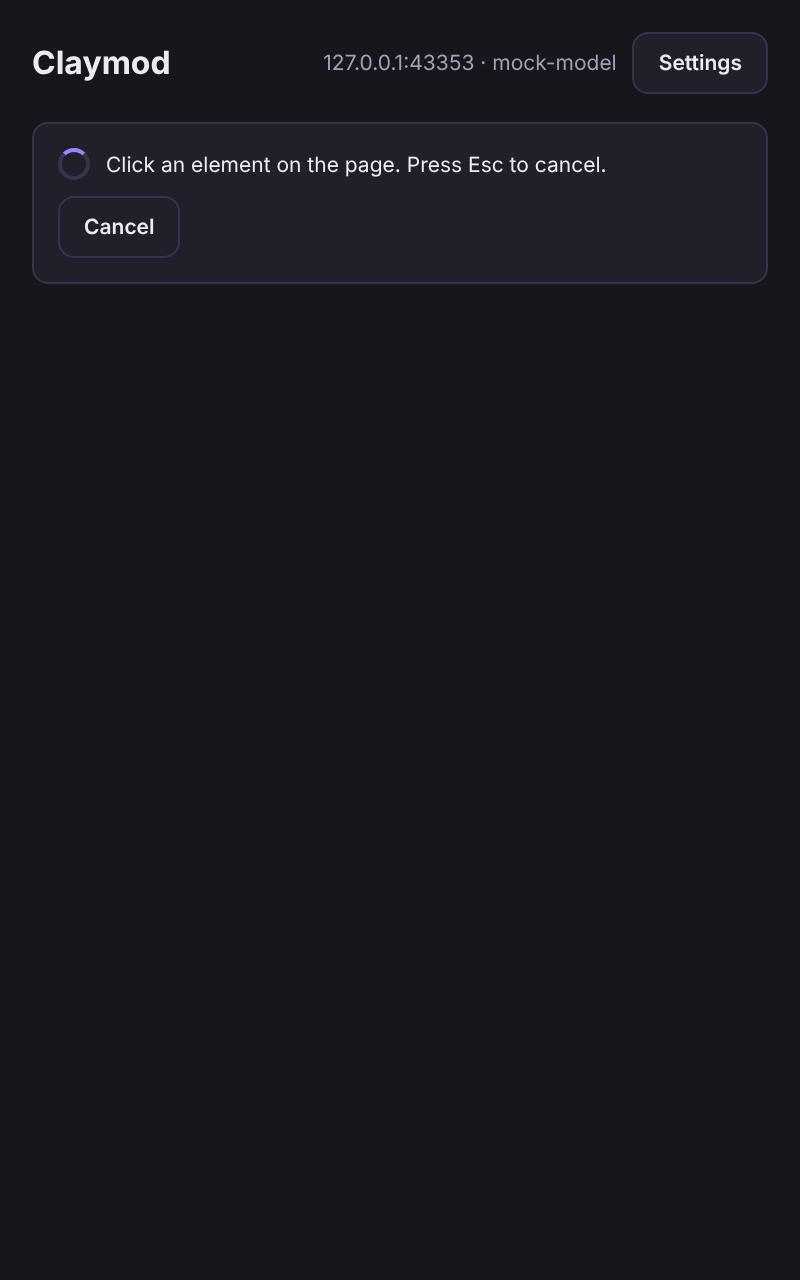 Claymod
127.0.0.1:43353 · mock-model
Settings
Click an element on the page. Press Esc to cancel.
Cancel